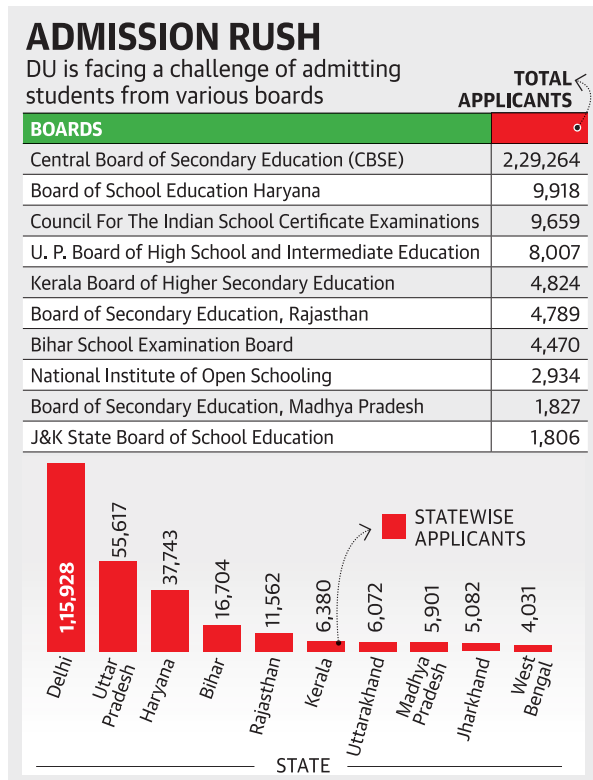 ADMISSION RUSH
DU is facing a challenge of admitting
students from various boards
TOTAL
APPLICANTS
BOARDS
Central Board of Secondary Education (CBSE) 2,29,264
Board of School Education Haryana 9,918
Council For The Indian School Certificate Examinations 9,659
U. P. Board of High School and Intermediate Education 8,007
Kerala Board of Higher Secondary Education 4,824
Board of Secondary Education, Rajasthan 4,789
Bihar School Examination Board 4,470
National Institute of Open Schooling 2,934
Board of Secondary Education, Madhya Pradesh 1,827
J&K State Board of School Education 1,806
STATEWISE
APPLICANTS
1,15,928
55,617
37,743
16,704
11,562
6,380
6,072
5,901
5,082
4,031
Delhi
Uttar
Pradesh
Haryana
Bihar
Rajasthan
Kerala
Uttarakhand
Madhya
Pradesh
Jharkhand
West
Bengal
STATE